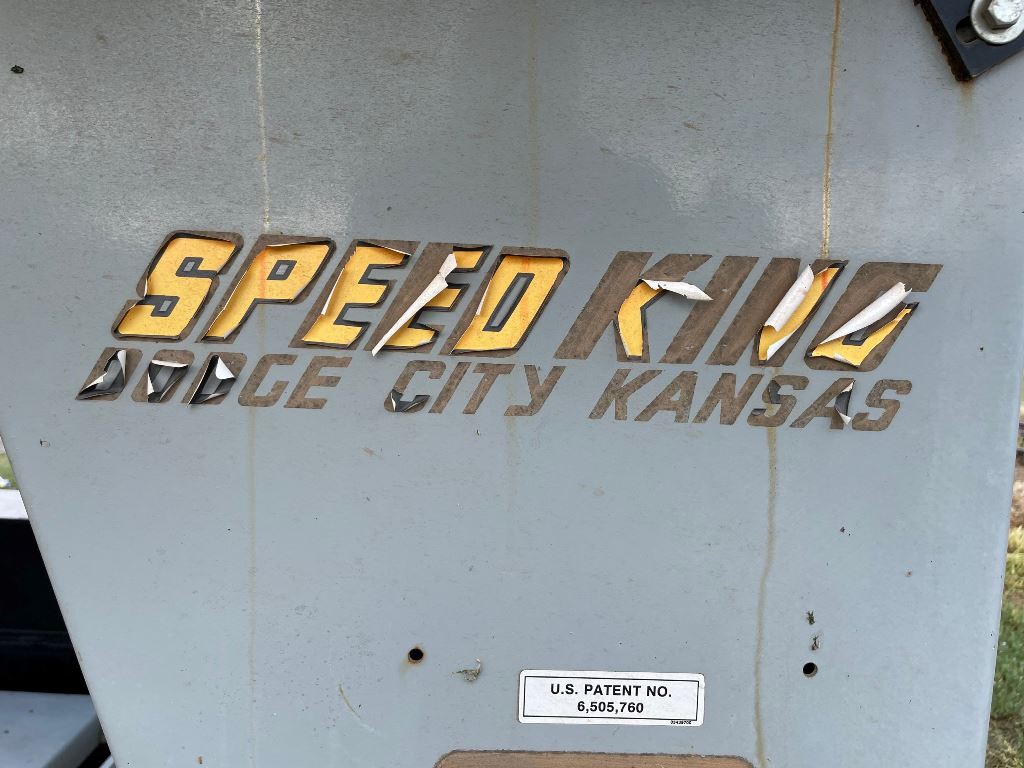 SPEED KING
DODGE CITY KANSAS
U.S. PATENT NO.
6,505,760